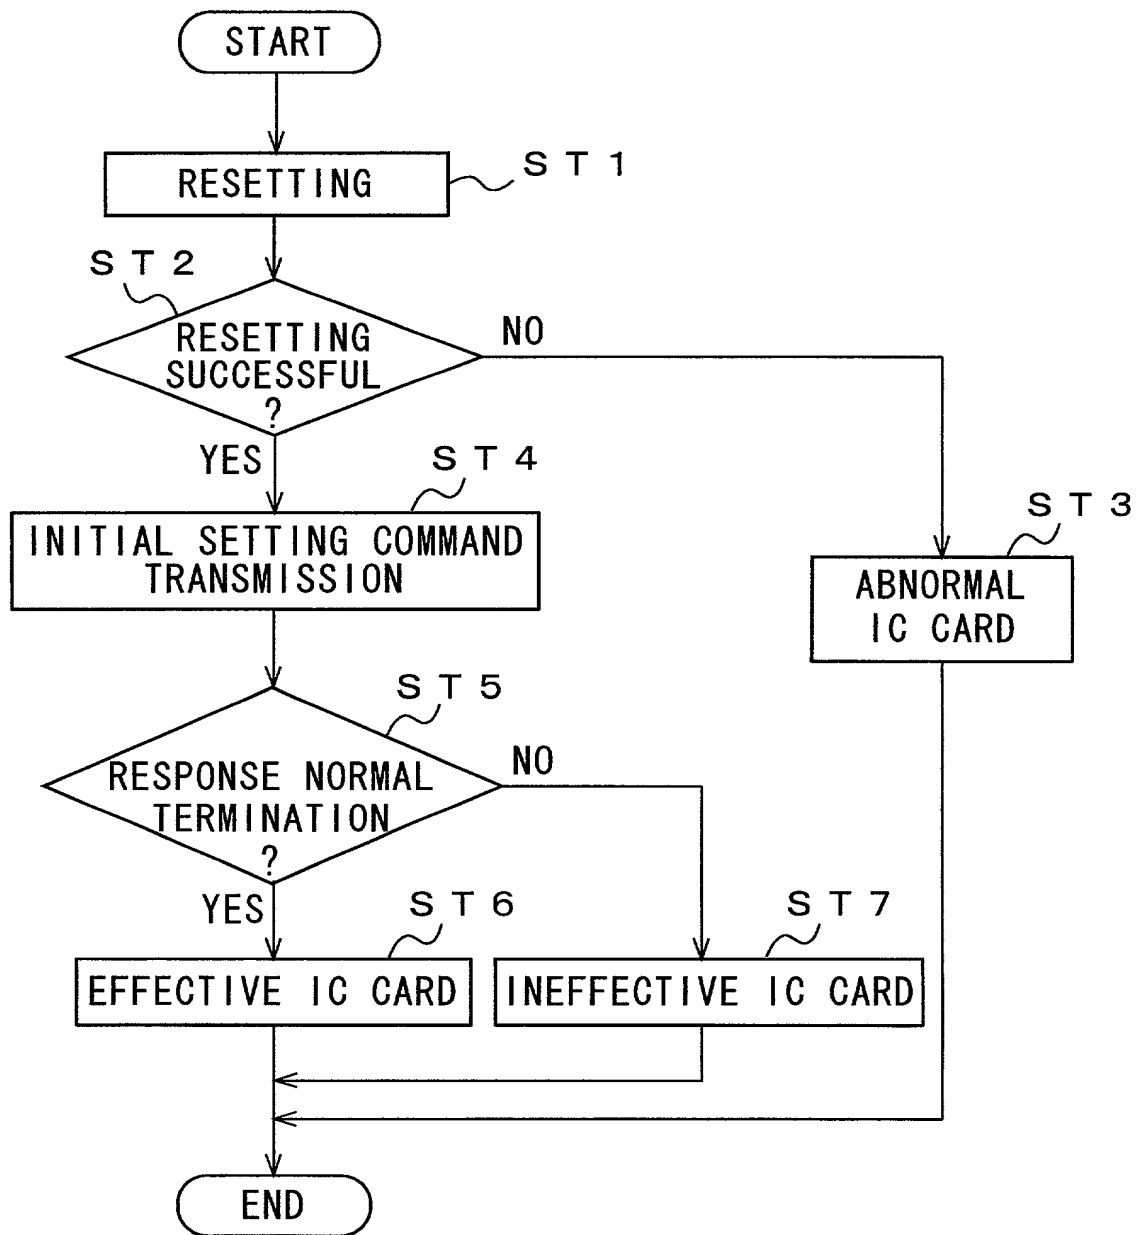 START
RESETTING
ST1
ST2
RESETTING
SUCCESSFUL
?
NO
YES
ST4
INITIAL SETTING COMMAND
TRANSMISSION
ST3
ABNORMAL
IC CARD
ST5
RESPONSE NORMAL
TERMINATION
?
NO
YES
ST6
EFFECTIVE IC CARD
ST7
INEFFECTIVE IC CARD
END